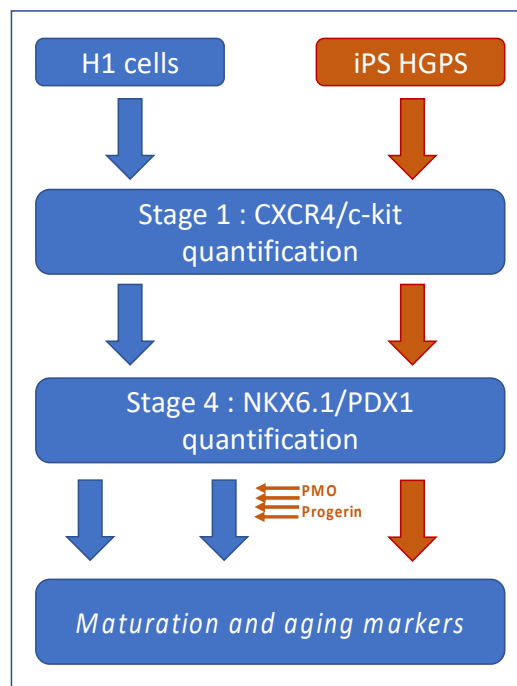 H1 cells
iPS HGPS
Stage 1 : CXCR4/c-kit
quantification
Stage 4 : NKX6.1/PDX1
quantification
PMO
Progerin
Maturation and aging markers